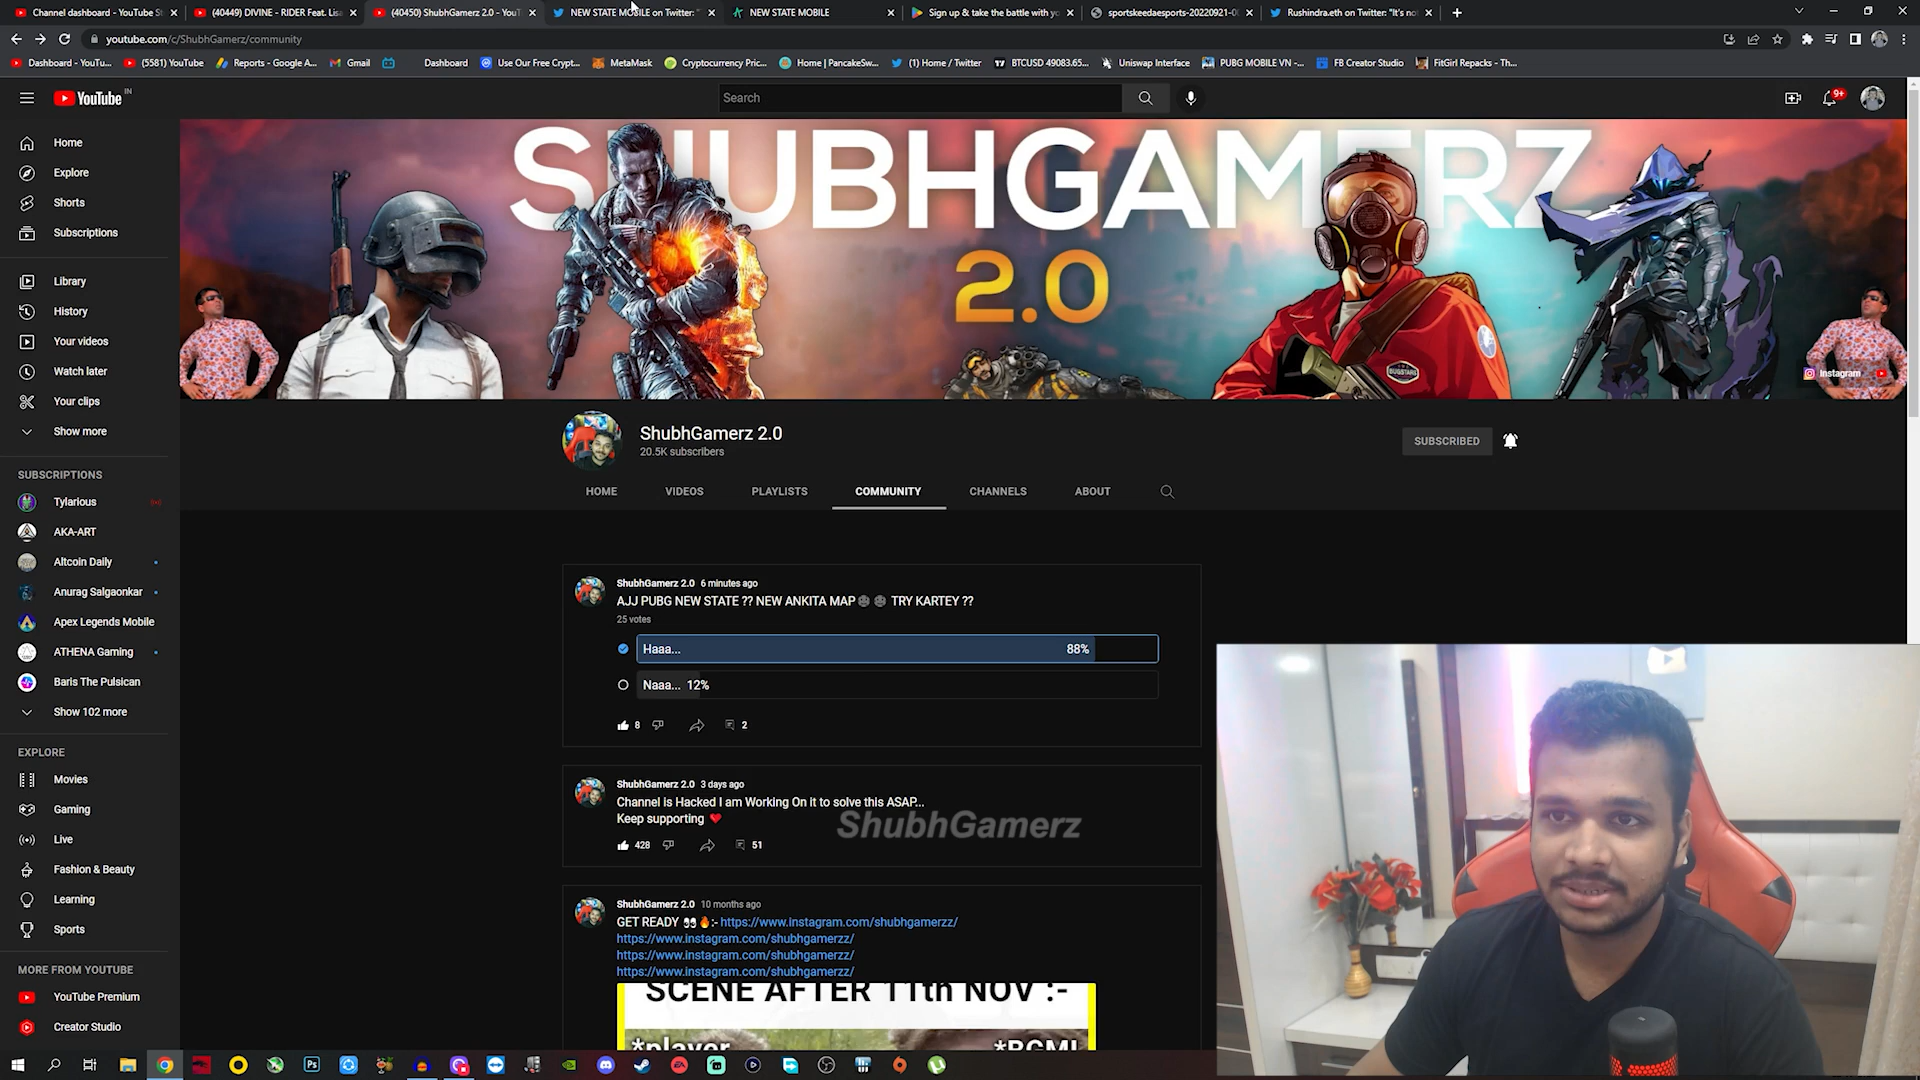 Channel dashboard - YouTube St
(40449) DIVINE - RIDER Feat. Lisa
(40450) ShubhGamerz 2.0 - YouT
NEW STATE MOBILE on Twitter: "
NEW STATE MOBILE
Sign up & take the battle with yo
sportskeedaesports-20220921-0
Rushindra.eth on Twitter: "It's no
youtube.com/c/ShubhGamerz/community
Dashboard - YouTu...
(5581) YouTube
Reports - Google A...
Gmail
Dashboard
Use Our Free Crypt...
MetaMask
Cryptocurrency Pric...
Home | PancakeSw...
(1) Home / Twitter
BTCUSD 49083.65...
Uniswap Interface
PUBG MOBILE VN -...
FB Creator Studio
FitGirl Repacks - Th...
YouTube IN
Search
9+
Home
Explore
Shorts
Subscriptions
Library
History
Your videos
Watch later
Your clips
Show more
SUBSCRIPTIONS
Tylarious
AKA-ART
Altcoin Daily
Anurag Salgaonkar
Apex Legends Mobile
ATHENA Gaming
Baris The Pulsican
Show 102 more
EXPLORE
Movies
Gaming
Live
Fashion & Beauty
Learning
Sports
MORE FROM YOUTUBE
YouTube Premium
Creator Studio
SHUBHGAMERZ
2.0
BUGSTARS
Instagram
ShubhGamerz 2.0
20.5K subscribers
SUBSCRIBED
HOME
VIDEOS
PLAYLISTS
COMMUNITY
CHANNELS
ABOUT
ShubhGamerz 2.0 6 minutes ago
AJJ PUBG NEW STATE ?? NEW ANKITA MAP TRY KARTEY ??
25 votes
Haaa... 88%
Naaa... 12%
8 2
ShubhGamerz 2.0 3 days ago
Channel is Hacked I am Working On it to solve this ASAP...
Keep supporting ❤
428 51
ShubhGamerz
ShubhGamerz 2.0 10 months ago
GET READY 👀🔥:- https://www.instagram.com/shubhgamerzz/
https://www.instagram.com/shubhgamerzz/
https://www.instagram.com/shubhgamerzz/
https://www.instagram.com/shubhgamerzz/
SCENE AFTER 11th NOV :-
*player *BGMI